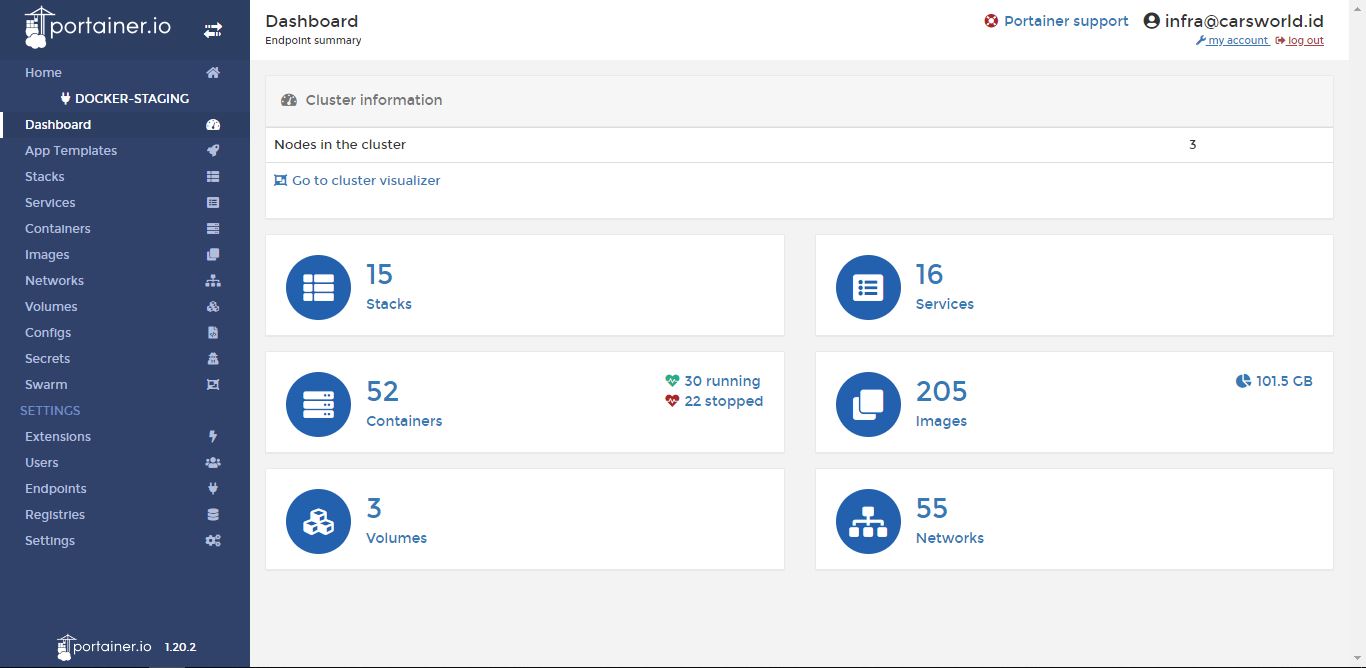 portainer.io
Home
DOCKER-STAGING
Dashboard
App Templates
Stacks
Services
Containers
Images
Networks
Volumes
Configs
Secrets
Swarm
SETTINGS
Extensions
Users
Endpoints
Registries
Settings
portainer.io 1.20.2
Dashboard
Endpoint summary
Portainer support
infra@carsworld.id
my account log out
Cluster information
Nodes in the cluster 3
Go to cluster visualizer
15
Stacks
16
Services
52
Containers
30 running
22 stopped
205
Images
101.5 GB
3
Volumes
55
Networks